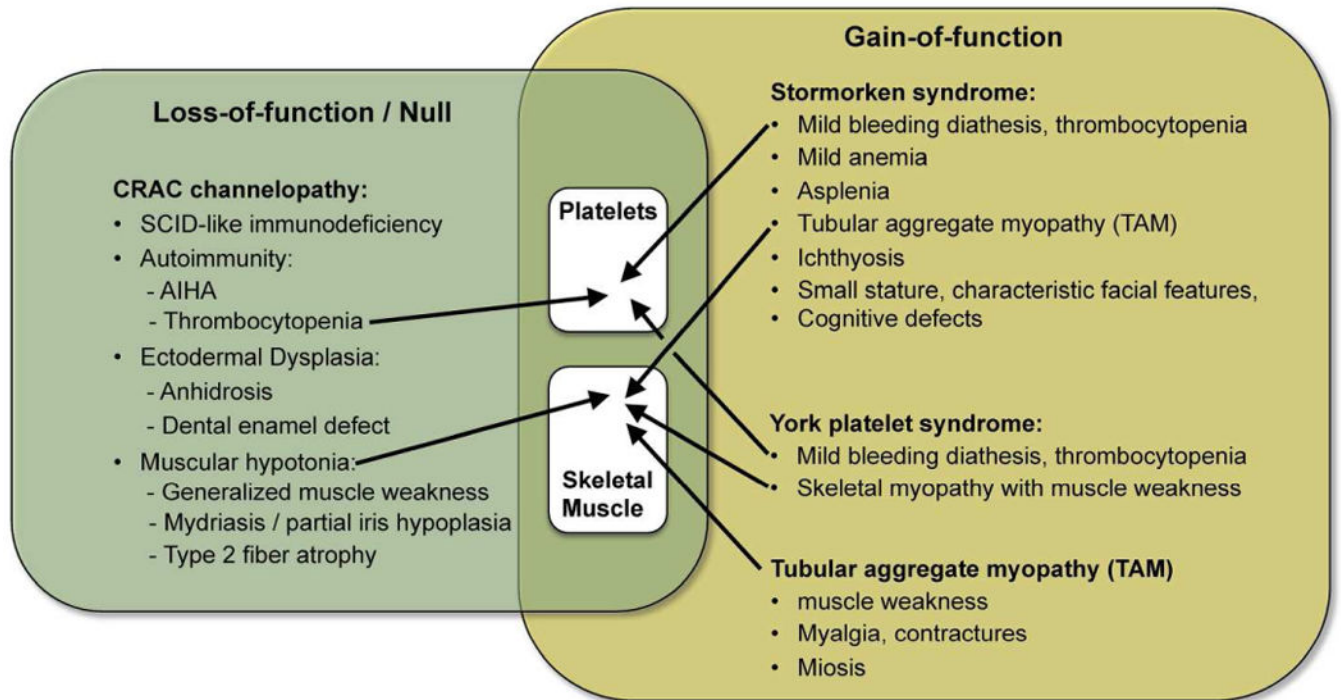 Loss-of-function / Null
CRAC channelopathy:
• SCID-like immunodeficiency
• Autoimmunity:
- AIHA
- Thrombocytopenia
• Ectodermal Dysplasia:
- Anhidrosis
- Dental enamel defect
• Muscular hypotonia:
- Generalized muscle weakness
- Mydriasis / partial iris hypoplasia
- Type 2 fiber atrophy
Platelets
Skeletal
Muscle
Gain-of-function
Stormorken syndrome:
• Mild bleeding diathesis, thrombocytopenia
• Mild anemia
• Asplenia
• Tubular aggregate myopathy (TAM)
• Ichthyosis
• Small stature, characteristic facial features,
• Cognitive defects
York platelet syndrome:
• Mild bleeding diathesis, thrombocytopenia
• Skeletal myopathy with muscle weakness
Tubular aggregate myopathy (TAM)
• muscle weakness
• Myalgia, contractures
• Miosis